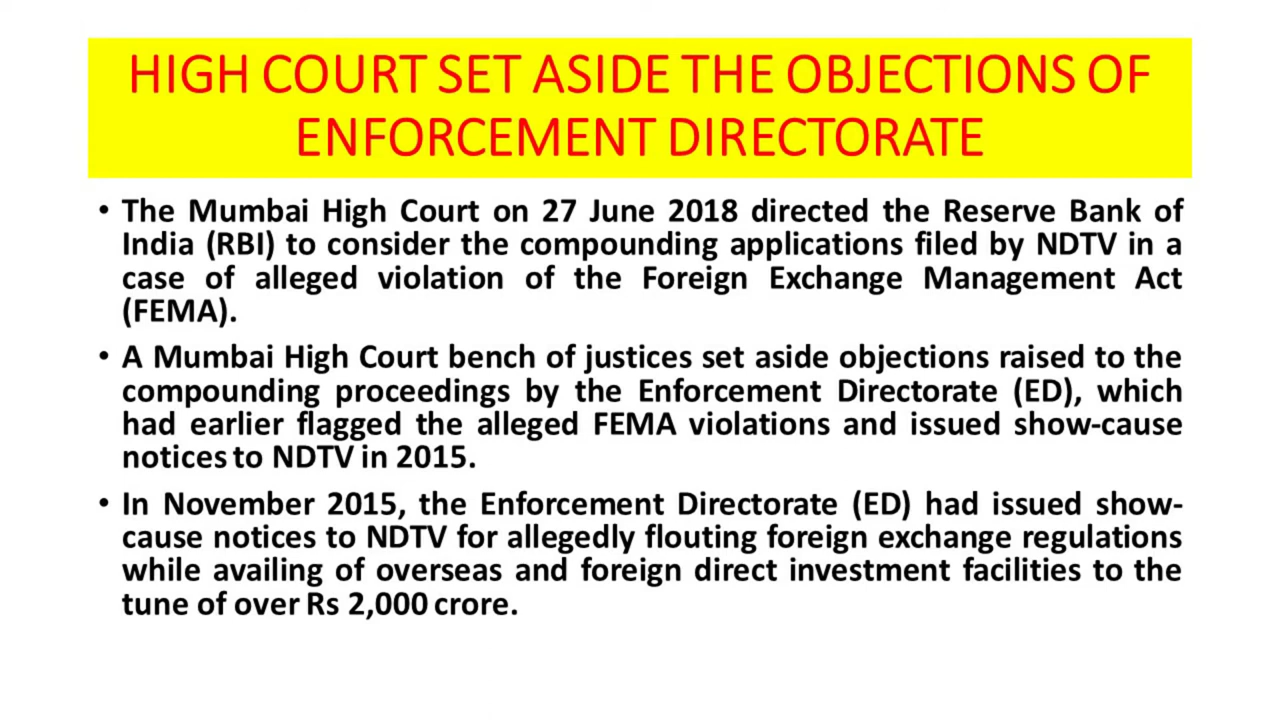 HIGH COURT SET ASIDE THE OBJECTIONS OF
ENFORCEMENT DIRECTORATE
• The Mumbai High Court on 27 June 2018 directed the Reserve Bank of
India (RBI) to consider the compounding applications filed by NDTV in a
case of alleged violation of the Foreign Exchange Management Act
(FEMA).
• A Mumbai High Court bench of justices set aside objections raised to the
compounding proceedings by the Enforcement Directorate (ED), which
had earlier flagged the alleged FEMA violations and issued show-cause
notices to NDTV in 2015.
• In November 2015, the Enforcement Directorate (ED) had issued show-
cause notices to NDTV for allegedly flouting foreign exchange regulations
while availing of overseas and foreign direct investment facilities to the
tune of over Rs 2,000 crore.